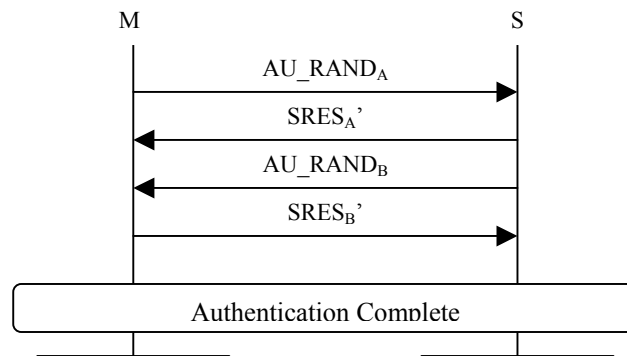 M S
AU_RAND_A
SRES_A’
AU_RAND_B
SRES_B’
Authentication Complete